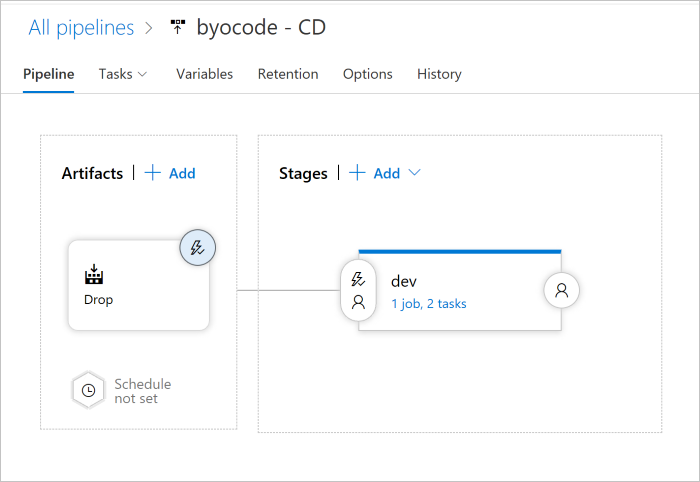 All pipelines > byocode - CD
Pipeline Tasks Variables Retention Options History
Artifacts | + Add
Stages | + Add
Drop
dev
1 job, 2 tasks
Schedule
not set